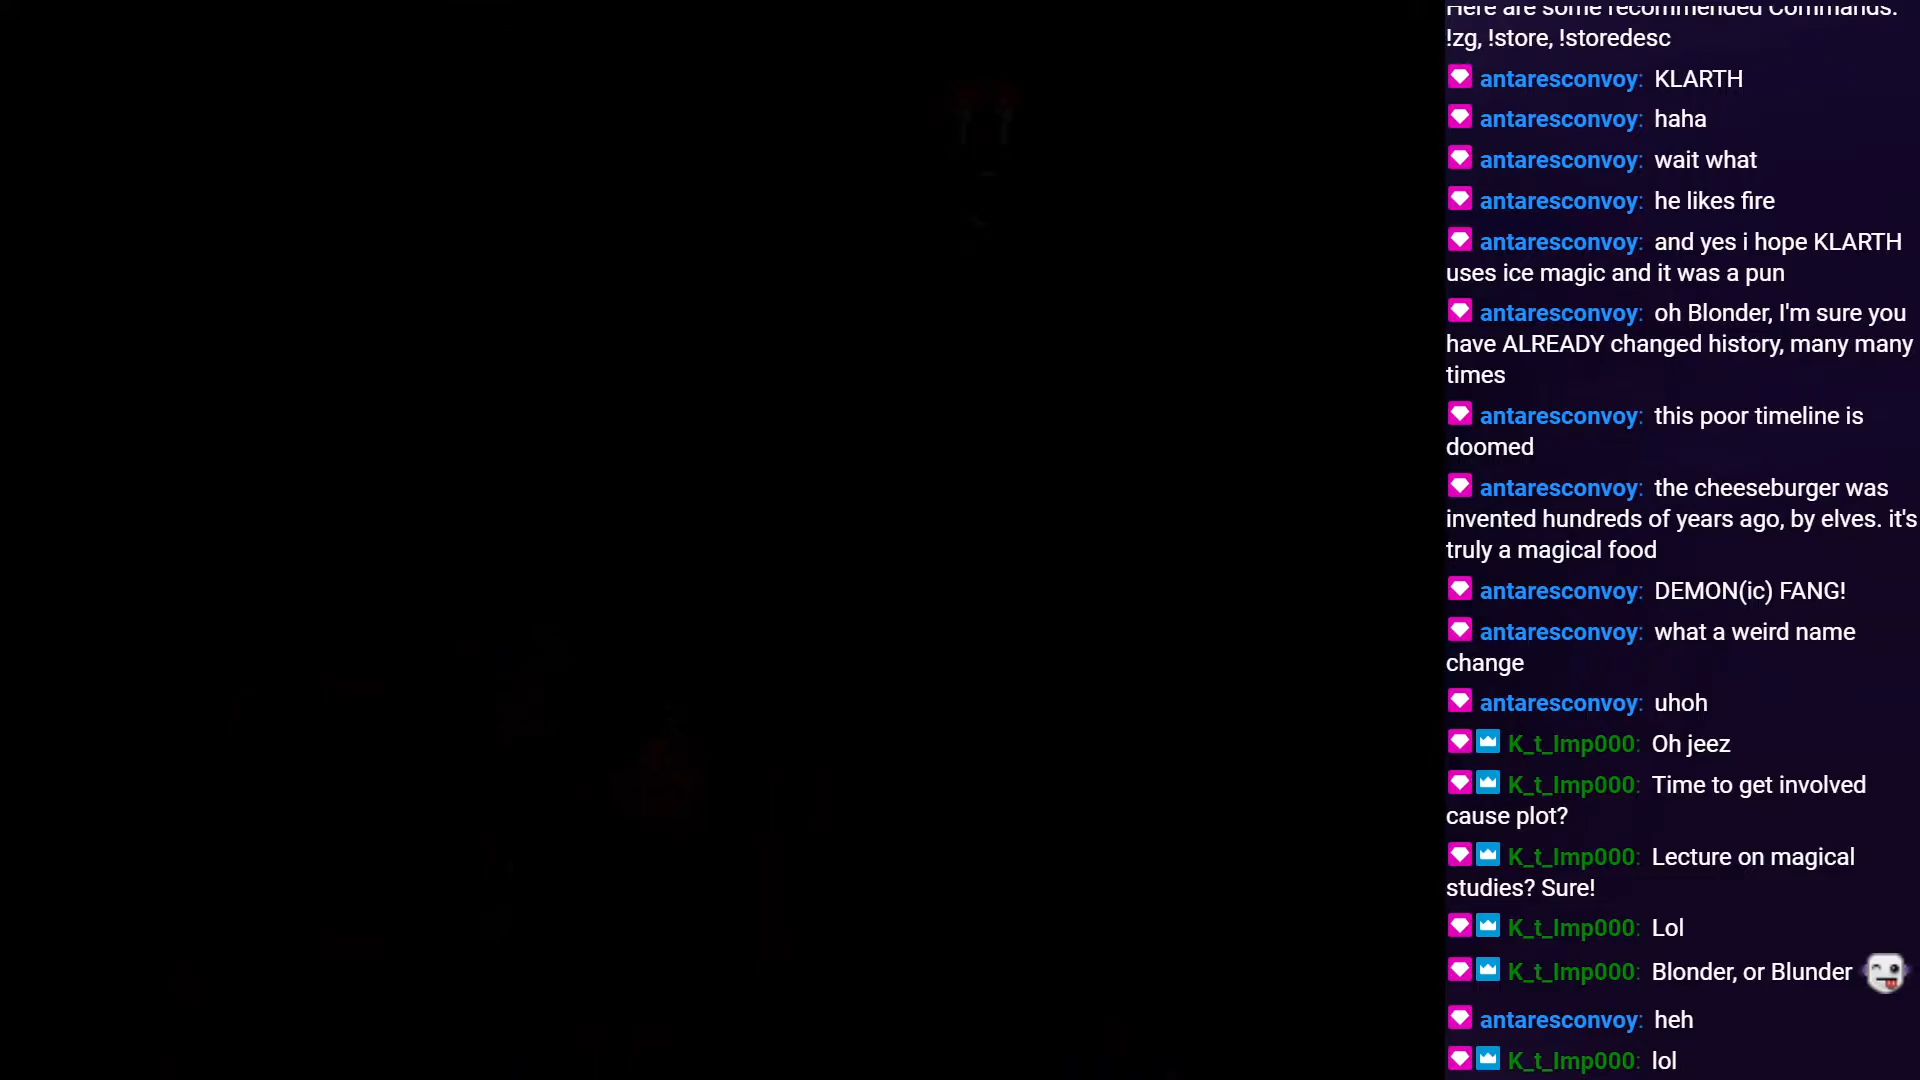 Here are some recommended Commands:
!zg, !store, !storedesc
antaresconvoy: KLARTH
antaresconvoy: haha
antaresconvoy: wait what
antaresconvoy: he likes fire
antaresconvoy: and yes i hope KLARTH
uses ice magic and it was a pun
antaresconvoy: oh Blonder, I'm sure you
have ALREADY changed history, many many
times
antaresconvoy: this poor timeline is
doomed
antaresconvoy: the cheeseburger was
invented hundreds of years ago, by elves. it's
truly a magical food
antaresconvoy: DEMON(ic) FANG!
antaresconvoy: what a weird name
change
antaresconvoy: uhoh
K_t_Imp000: Oh jeez
K_t_Imp000: Time to get involved
cause plot?
K_t_Imp000: Lecture on magical
studies? Sure!
K_t_Imp000: Lol
K_t_Imp000: Blonder, or Blunder
antaresconvoy: heh
K_t_Imp000: lol